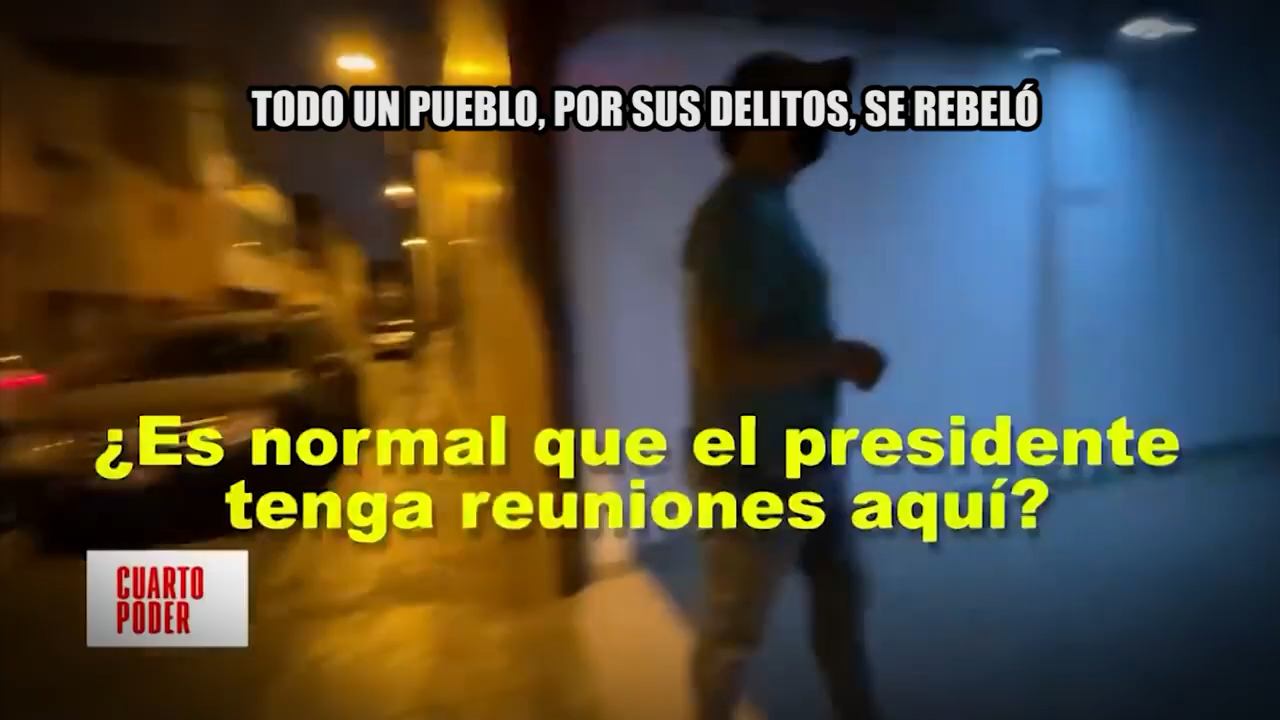 TODO UN PUEBLO, POR SUS DELITOS, SE REBELÓ
¿Es normal que el presidente
tenga reuniones aquí?
CUARTO
PODER